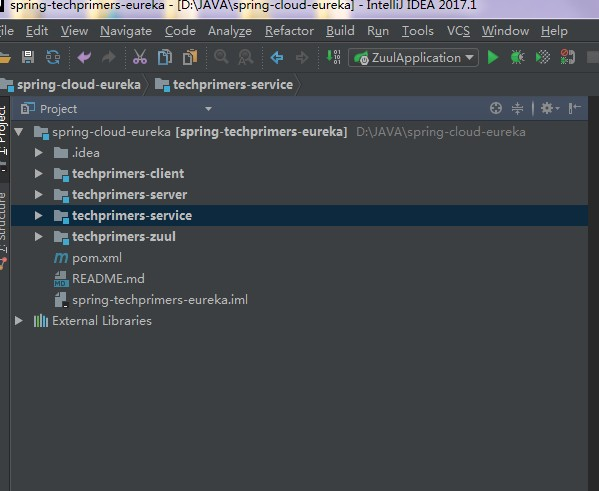 spring-techprimers-eureka - [D:\JAVA\spring-cloud-eureka] - IntelliJ IDEA 2017.1
File Edit View Navigate Code Analyze Refactor Build Run Tools VCS Window Help
ZuulApplication
spring-cloud-eureka techprimers-service
Project
spring-cloud-eureka [spring-techprimers-eureka] D:\JAVA\spring-cloud-eureka
.idea
techprimers-client
techprimers-server
techprimers-service
techprimers-zuul
pom.xml
README.md
spring-techprimers-eureka.iml
External Libraries
1: Project
7: Structure